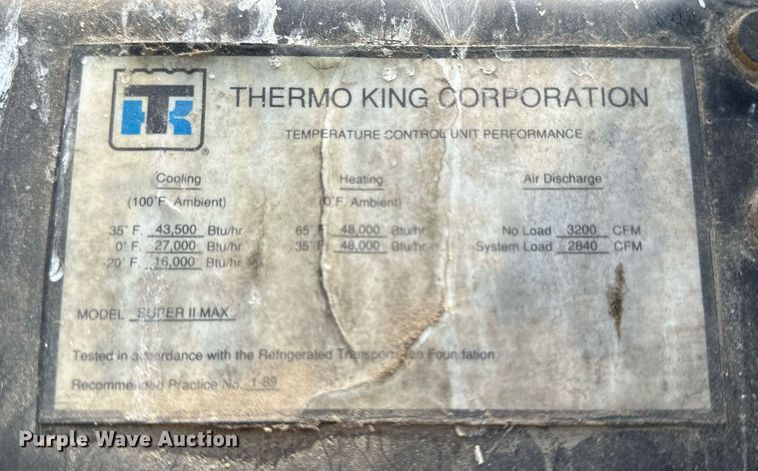 TK
®
THERMO KING CORPORATION
TEMPERATURE CONTROL UNIT PERFORMANCE
Cooling Heating Air Discharge
(100°F. Ambient) (0°F. Ambient)
35° F. 43,500 Btu/hr 65° F. 48,000 Btu/hr No Load 3200 CFM
0° F. 27,000 Btu/hr 35° F. 48,000 Btu/hr System Load 2840 CFM
-20° F. 16,000 Btu/hr
MODEL SUPER II MAX
Tested in accordance with the Refrigerated Transportation Foundation
Recommended Practice No. 1-89
Purple Wave Auction